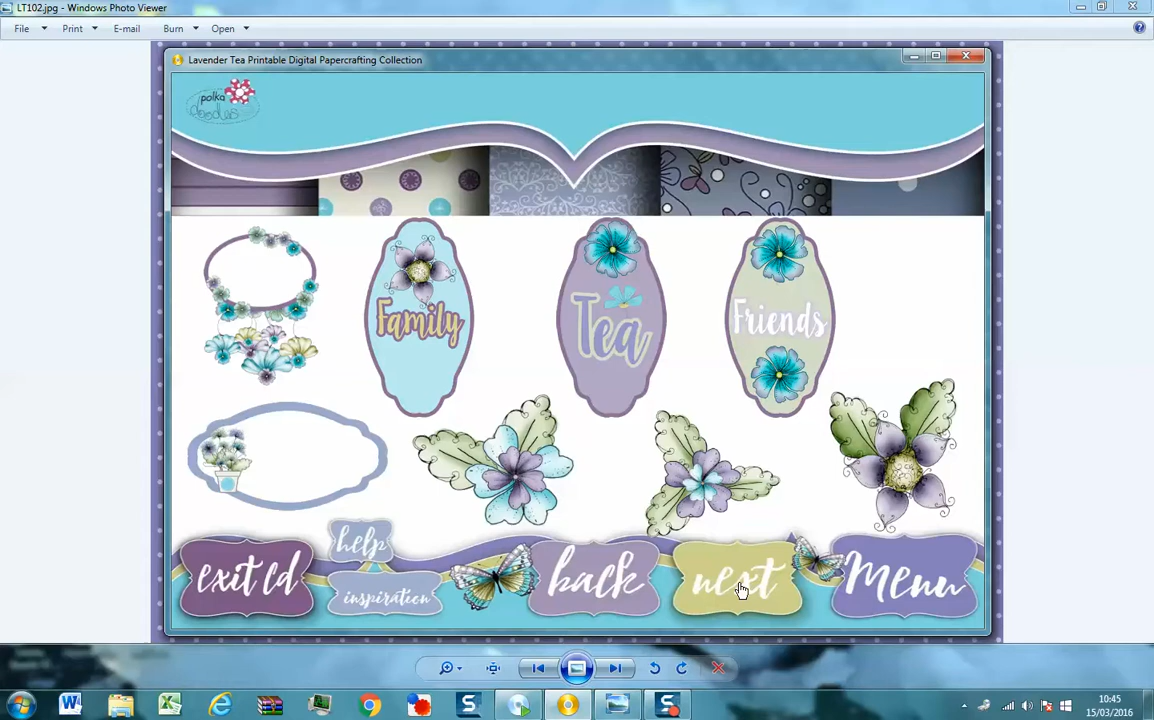 LT102.jpg - Windows Photo Viewer
File Print E-mail Burn Open
Lavender Tea Printable Digital Papercrafting Collection
polka
doodles
Family
Tea
Friends
exit cd
help
inspiration
back
next
Menu
10:45
15/03/2016